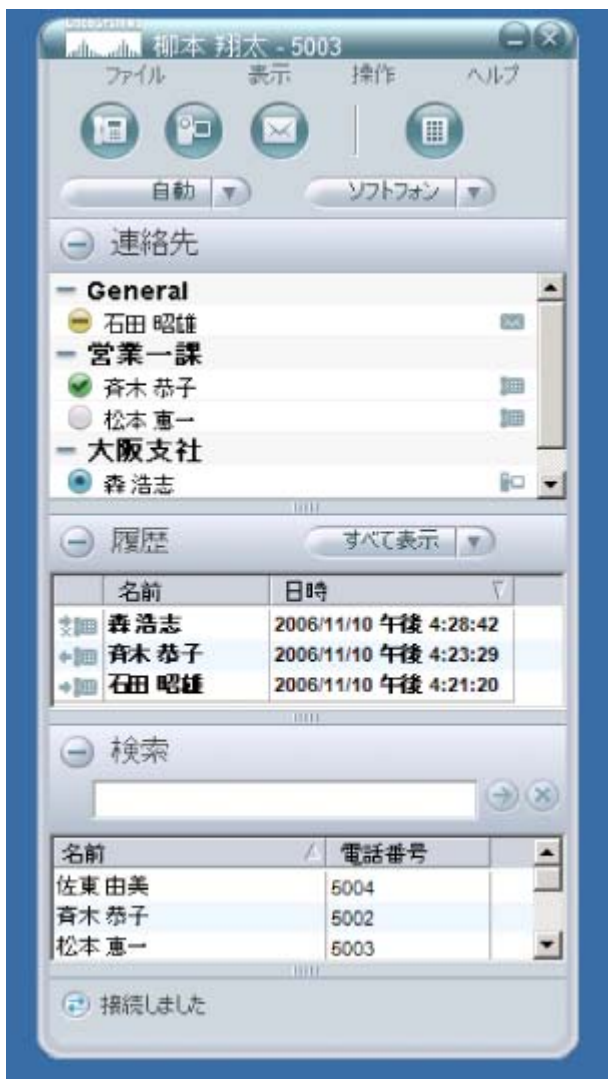 柳本 翔太 - 5003
ファイル 表示 操作 ヘルプ
自動 ソフトフォン
連絡先
General
石田 昭雄
営業一課
斉木 恭子
松本 恵一
大阪支社
森 浩志
履歴 すべて表示
名前 日時
森 浩志 2006/11/10 午後 4:28:42
斉木 恭子 2006/11/10 午後 4:23:29
石田 昭雄 2006/11/10 午後 4:21:20
検索
名前 電話番号
佐東 由美 5004
斉木 恭子 5002
松本 恵一 5003
接続しました